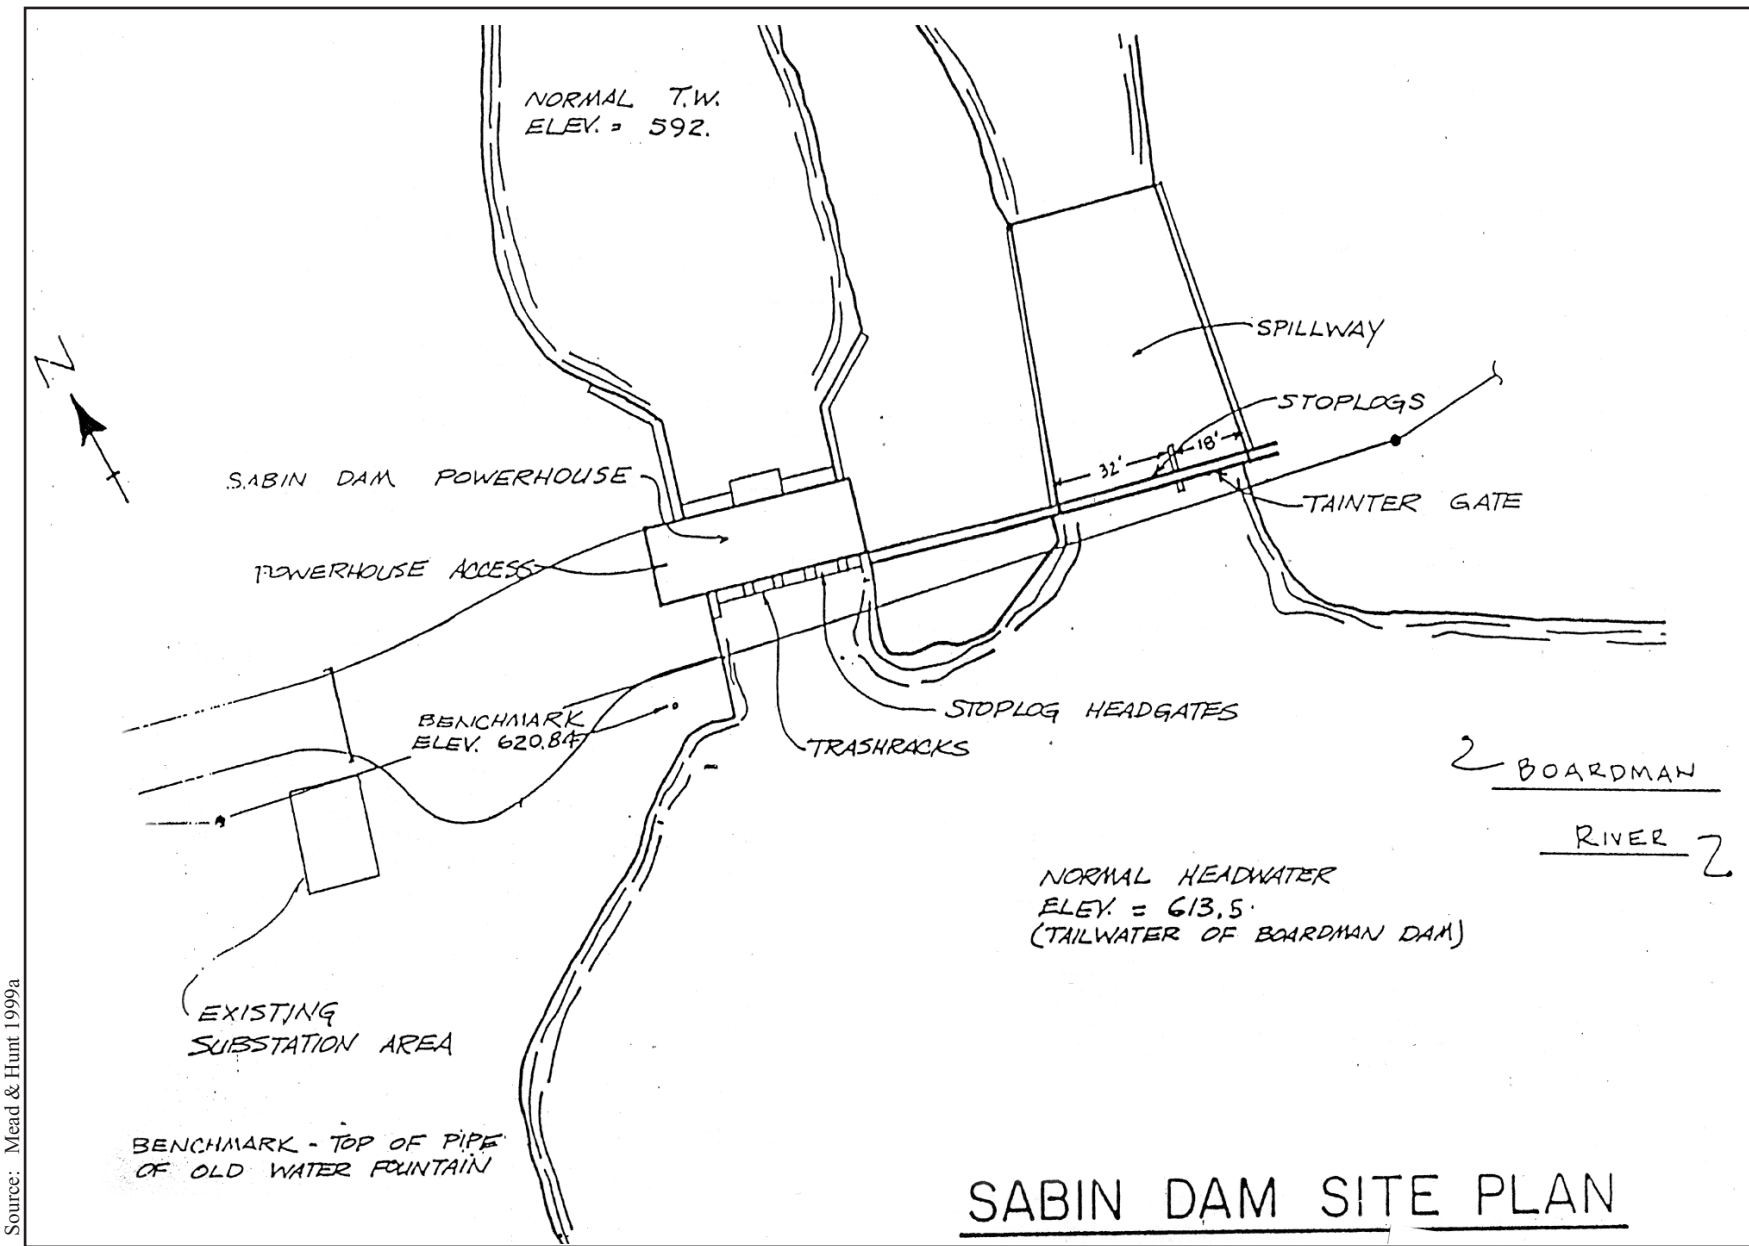 NORMAL T.W.
ELEV. = 592.
N
SPILLWAY
STOPLOGS
32'
18'
TAINTER GATE
SABIN DAM POWERHOUSE
POWERHOUSE ACCESS
BENCHMARK
ELEV. 620.84
STOPLOG HEADGATES
TRASHRACKS
BOARDMAN
RIVER
NORMAL HEADWATER
ELEV. = 613.5
(TAILWATER OF BOARDMAN DAM)
EXISTING
SUBSTATION AREA
BENCHMARK - TOP OF PIPE
OF OLD WATER FOUNTAIN
SABIN DAM SITE PLAN
Source: Mead & Hunt 1999a